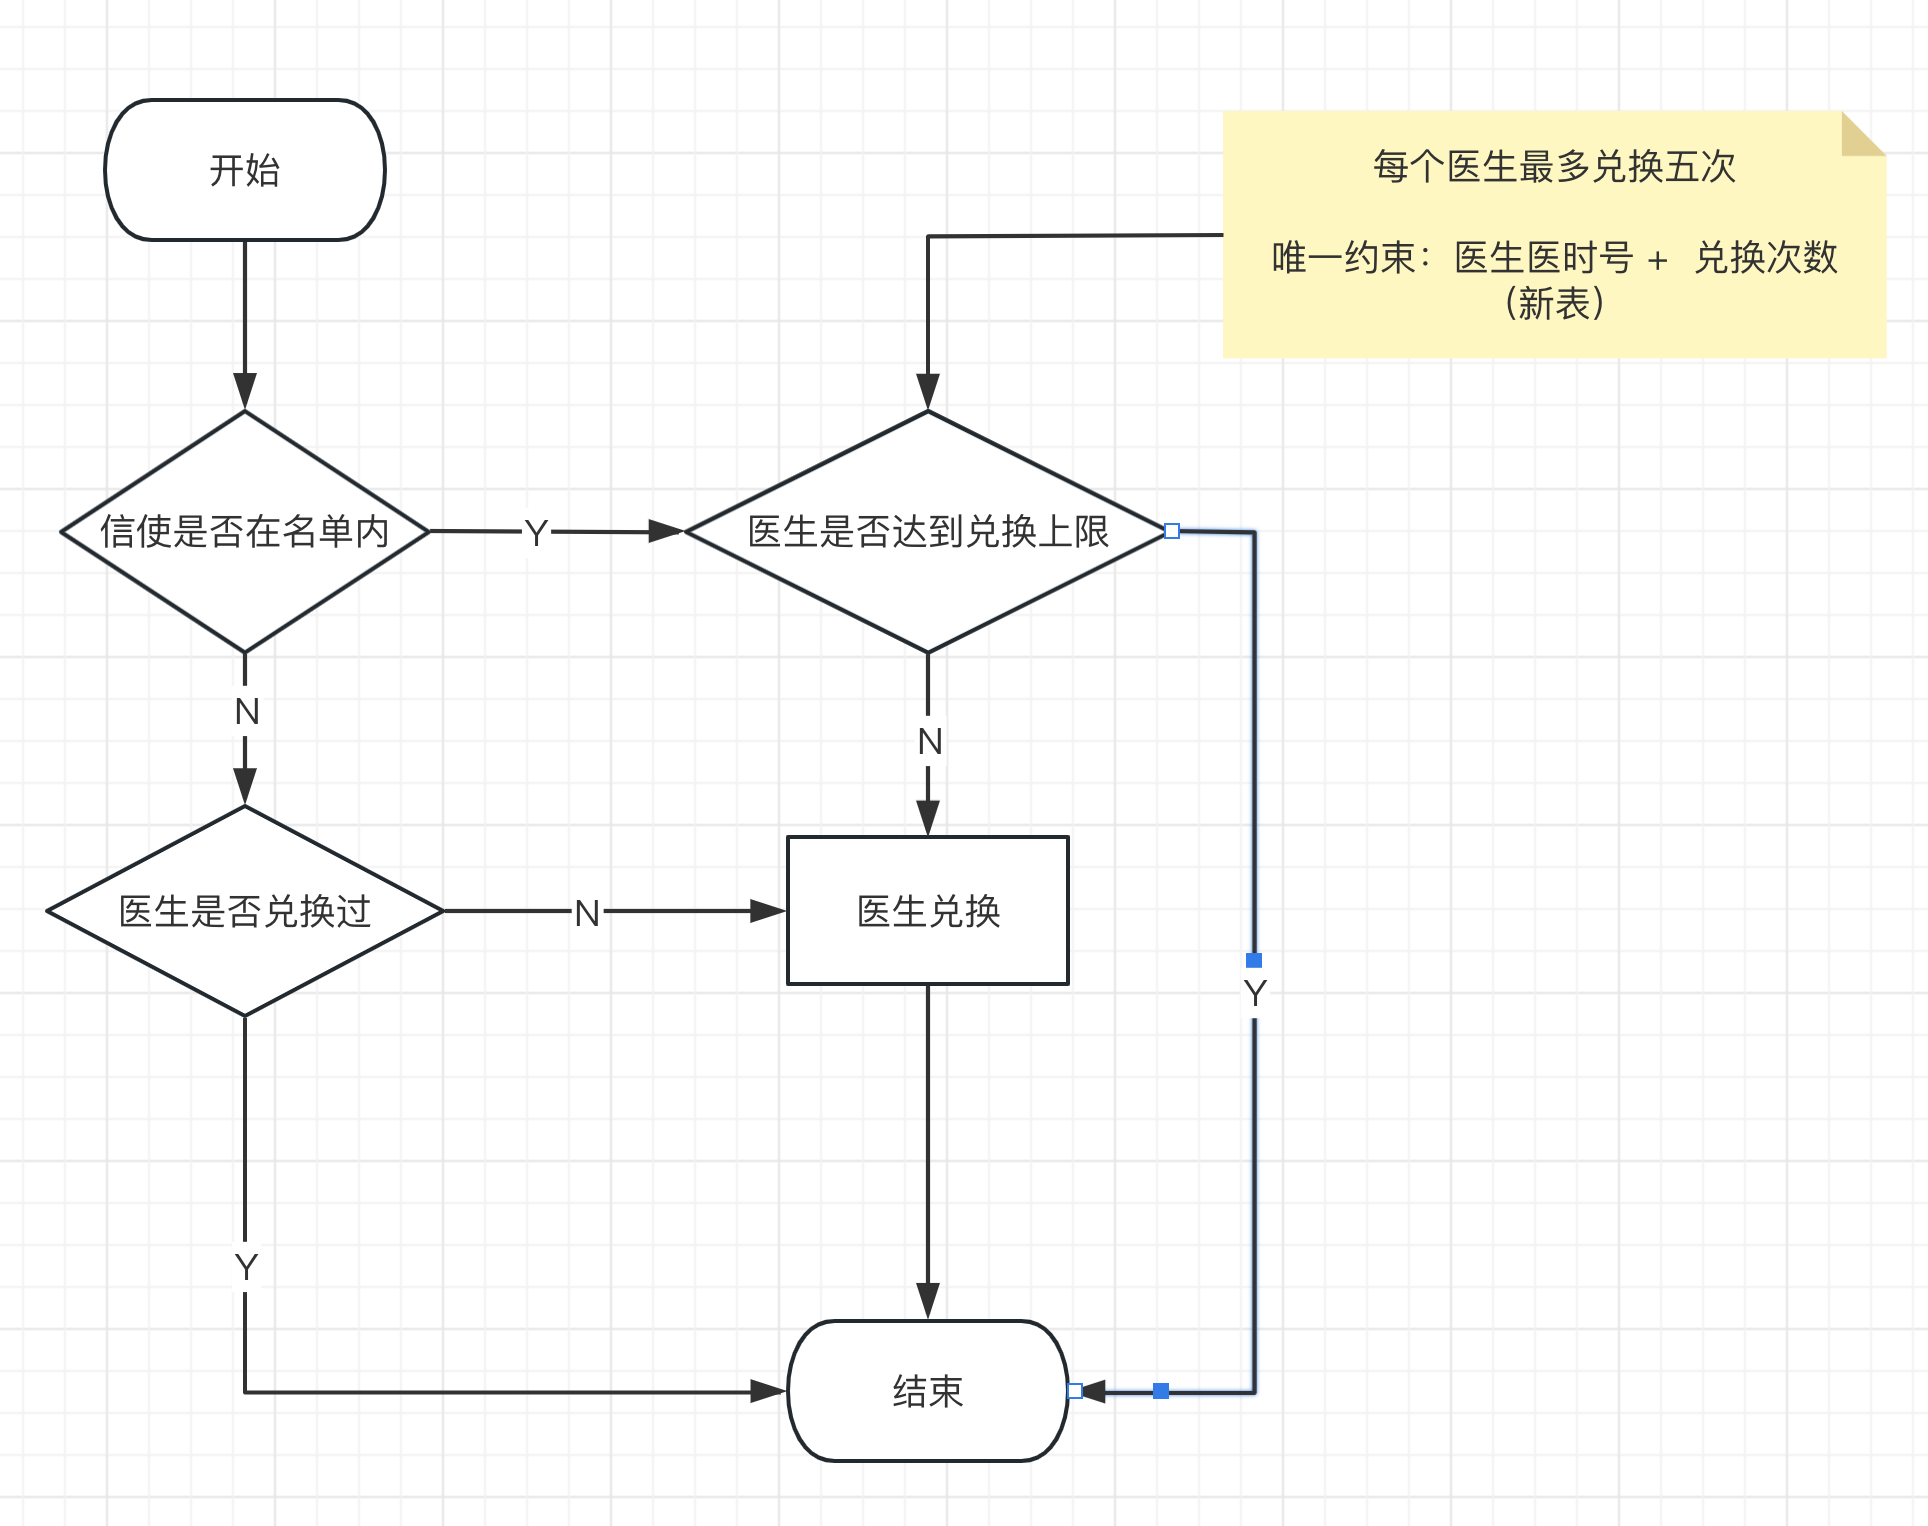 开始
每个医生最多兑换五次
唯一约束：医生医时号 + 兑换次数
（新表）
信使是否在名单内
Y
医生是否达到兑换上限
N
N
医生是否兑换过
N
医生兑换
Y
Y
结束